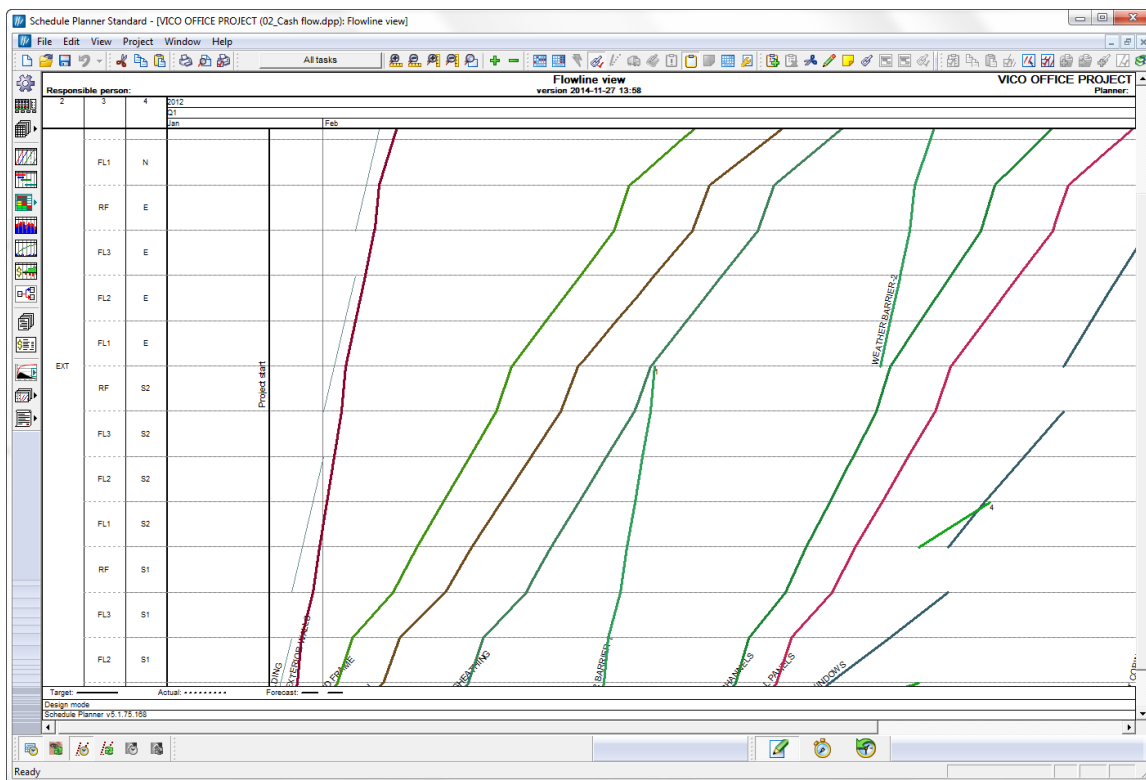 Schedule Planner Standard - [VICO OFFICE PROJECT (02_Cash flow.dpp): Flowline view]
File Edit View Project Window Help
All tasks
Flowline view
VICO OFFICE PROJECT
Responsible person:
version 2014-11-27 13:58
Planner:
2 3 4 2012
Q1
Jan Feb
FL1 N
RF E
FL3 E
FL2 E
WEATHER BARRIER-2
FL1 E
Project start
EXT
1
RF S2
FL3 S2
FL2 S2
4
FL1 S2
RF S1
FL3 S1
FL2 S1
EXTERIOR WALLS
BARRIER
PANELS
Target: Actual: Forecast:
Design mode
Schedule Planner v5.1.75.168
Ready